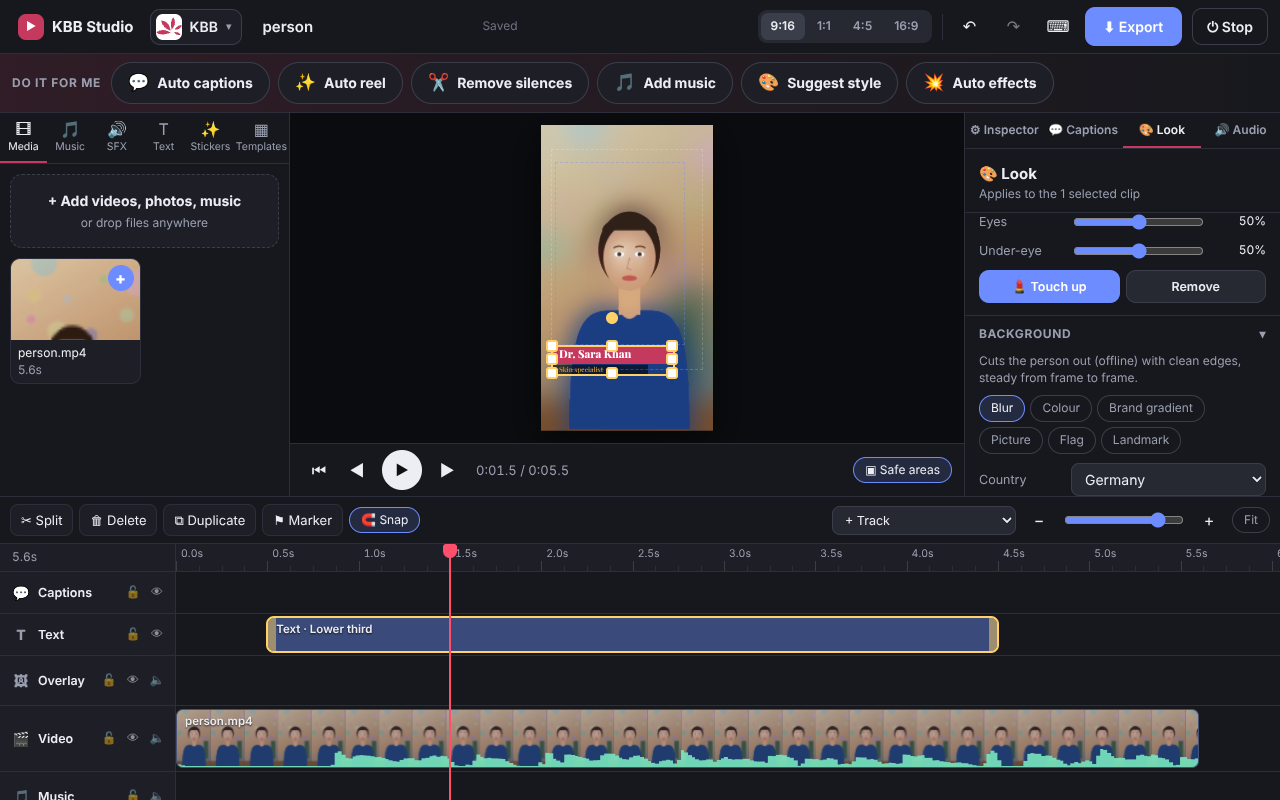 KBB Studio
KBB
person
Saved
9:16 1:1 4:5 16:9
Export
Stop
DO IT FOR ME
Auto captions
Auto reel
Remove silences
Add music
Suggest style
Auto effects
Media
Music
SFX
T
Text
Stickers
Templates
+ Add videos, photos, music
or drop files anywhere
+
person.mp4
5.6s
Dr. Sara Khan
Skin specialist
0:01.5 / 0:05.5
Safe areas
Inspector
Captions
Look
Audio
Look
Applies to the 1 selected clip
Eyes 50%
Under-eye 50%
Touch up
Remove
BACKGROUND
Cuts the person out (offline) with clean edges,
steady from frame to frame.
Blur
Colour
Brand gradient
Picture
Flag
Landmark
Country
Germany
Split
Delete
Duplicate
Marker
Snap
+ Track
−
+
Fit
5.6s
0.0s 0.5s 1.0s 1.5s 2.0s 2.5s 3.0s 3.5s 4.0s 4.5s 5.0s 5.5s
Captions
T Text
Text · Lower third
Overlay
Video
person.mp4
Music